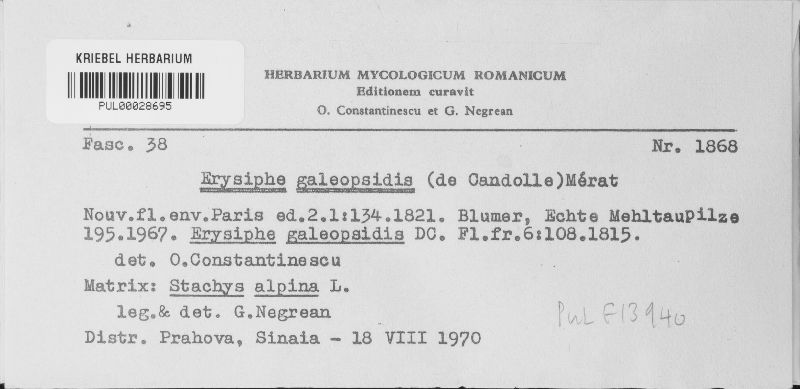 KRIEBEL HERBARIUM
PUL00028695
HERBARIUM MYCOLOGICUM ROMANICUM
Editionem curavit
O. Constantinescu et G. Negrean
Fasc. 38 Nr. 1868
Erysiphe galeopsidis (de Candolle)Mérat
Nouv.fl.env.Paris ed.2.1:134.1821. Blumer, Echte Mehltaupilze
195.1967. Erysiphe galeopsidis DC. Fl.fr.6:108.1815.
det. O.Constantinescu
Matrix: Stachys alpina L.
leg.& det. G.Negrean
PUL F13940
Distr. Prahova, Sinaia - 18 VIII 1970